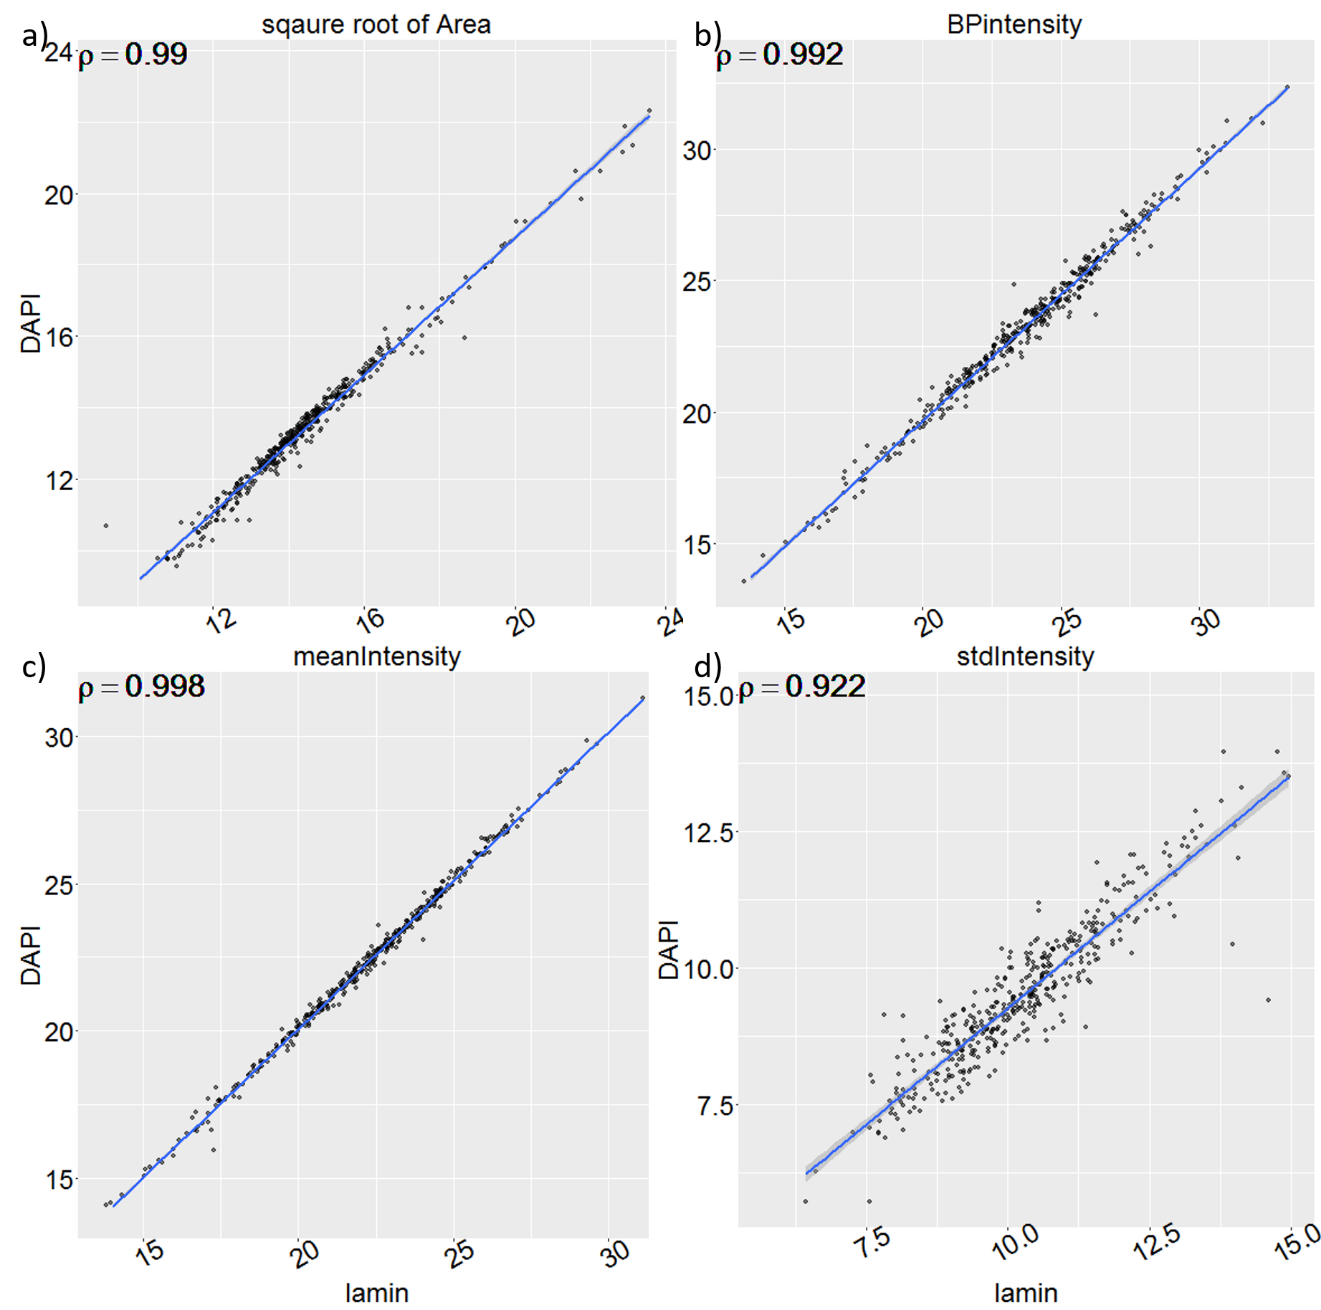 a)
sqaure root of Area
ρ = 0.99
24
20
16
12
DAPI
12 16 20 24
b)
BPintensity
ρ = 0.992
30
25
20
15
15 20 25 30
c)
meanIntensity
ρ = 0.998
30
25
20
15
DAPI
15 20 25 30
lamin
d)
stdIntensity
ρ = 0.922
15.0
12.5
10.0
7.5
DAPI
7.5 10.0 12.5 15.0
lamin